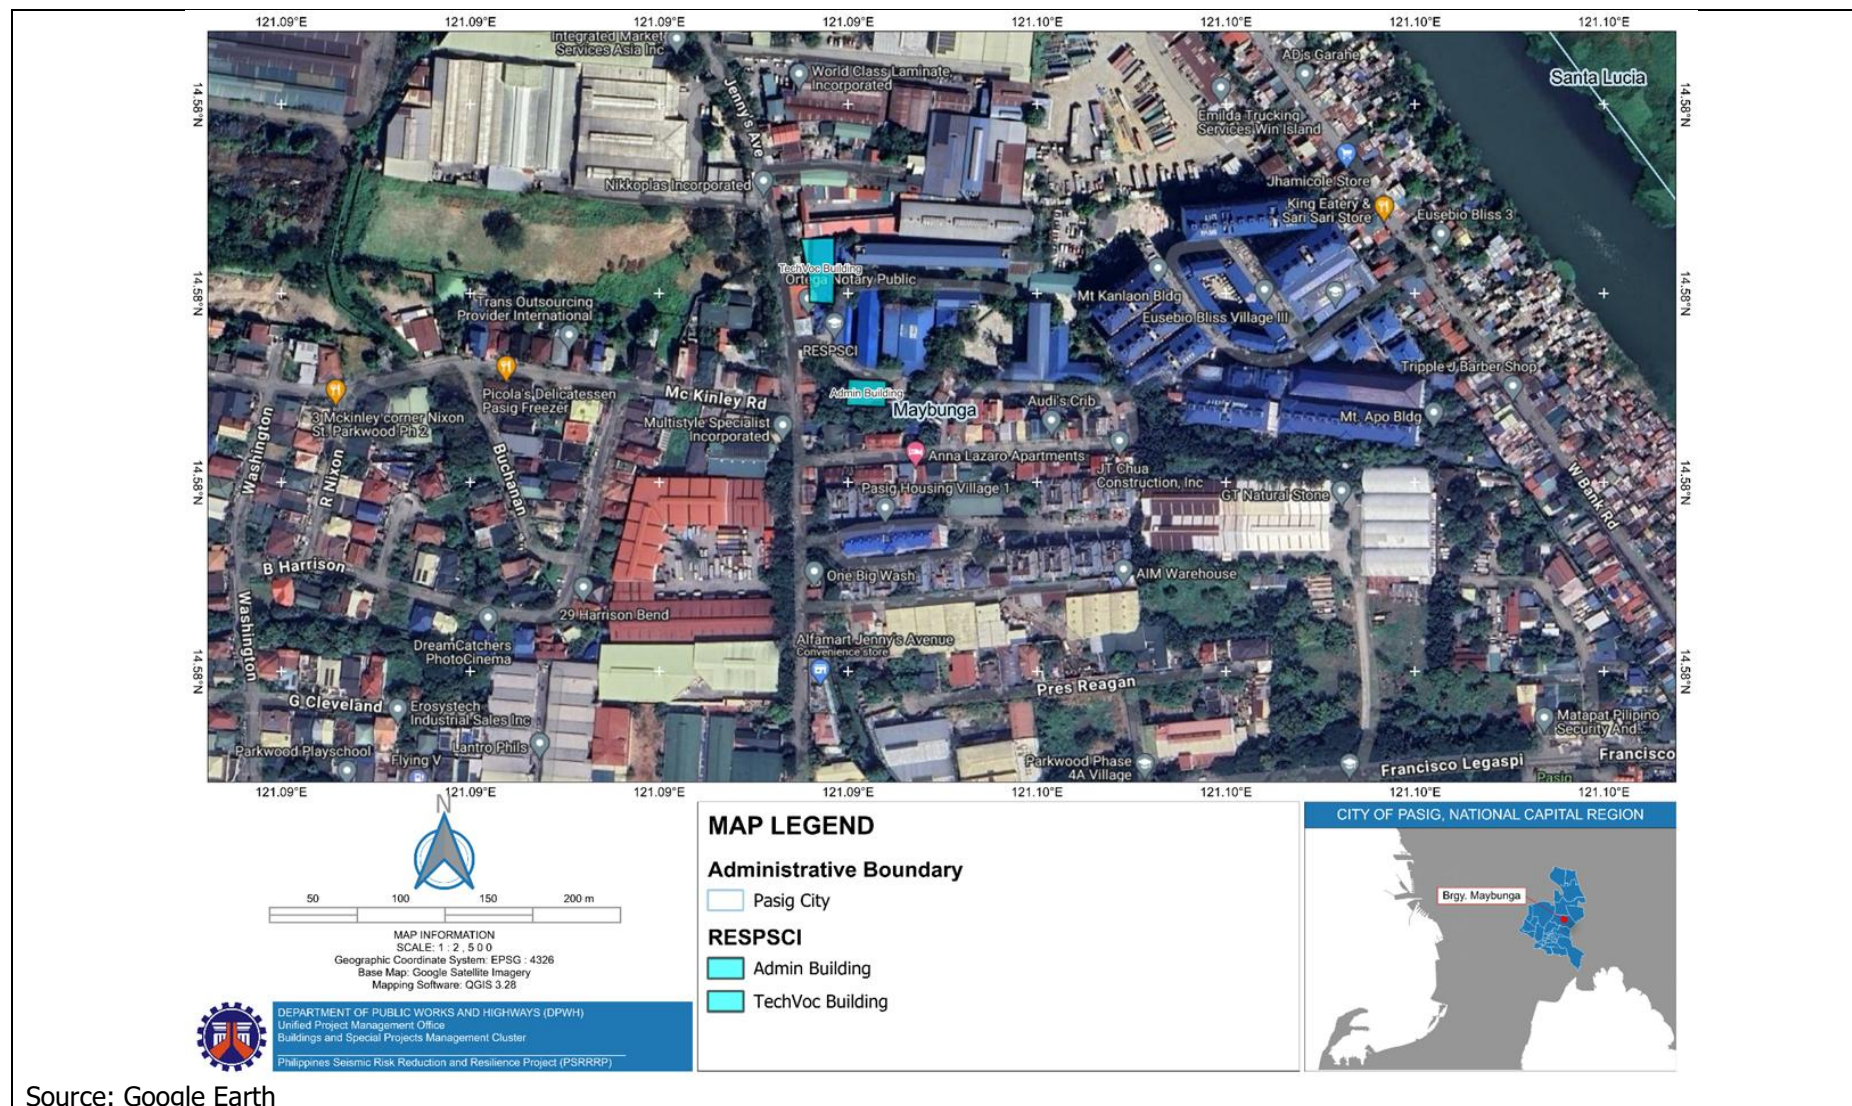 121.09°E 121.09°E 121.09°E 121.09°E 121.10°E 121.10°E 121.10°E 121.10°E
14.58°N
14.58°N
14.58°N
14.58°N
14.58°N
14.58°N
14.58°N
14.58°N
Integrated Market
Services Asia Inc
Jenny's Ave
World Class Laminate
Incorporated
AD's Garahe
Santa Lucia
Emilda Trucking
Services Win Island
Nikkoplas Incorporated
Jhamicole Store
King Eatery &
Sari Sari Store
Eusebio Bliss 3
TechVoc Building
Ortega Notary Public
Trans Outsourcing
Provider International
Mt Kanlaon Bldg
Eusebio Bliss Village III
RESPSCI
Tripple J Barber Shop
Picola's Delicatessen
Pasig Freezer
Mc Kinley Rd
Admin Building
Maybunga
Audi's Crib
3 Mckinley corner Nixon
St. Parkwood Ph 2
Multistyle Specialist
Incorporated
Mt. Apo Bldg
Washington
R Nixon
Buchanan
Anna Lazaro Apartments
JT Chua
Construction, Inc
Pasig Housing Village 1
GT Natural Stone
W Bank Rd
B Harrison
One Big Wash
AIM Warehouse
Washington
29 Harrison Bend
DreamCatchers
PhotoCinema
Alfamart Jenny's Avenue
Convenience store
Pres Reagan
G Cleveland
Erosystech
Industrial Sales Inc
Matapat Pilipino
Security And...
Parkwood Playschool
Flying V
Lantro Phils
Parkwood Phase
4A Village
Francisco Legaspi
Francisco
Pasig
121.09°E 121.09°E 121.09°E 121.09°E 121.10°E 121.10°E 121.10°E 121.10°E
N
50 100 150 200 m
MAP INFORMATION
SCALE: 1 : 2 , 5 0 0
Geographic Coordinate System: EPSG : 4326
Base Map: Google Satellite Imagery
Mapping Software: QGIS 3.28
DEPARTMENT OF PUBLIC WORKS AND HIGHWAYS (DPWH)
Unified Project Management Office
Buildings and Special Projects Management Cluster
Philippines Seismic Risk Reduction and Resilience Project (PSRRRP)
MAP LEGEND
Administrative Boundary
Pasig City
RESPSCI
Admin Building
TechVoc Building
CITY OF PASIG, NATIONAL CAPITAL REGION
Brgy. Maybunga
Source: Google Earth